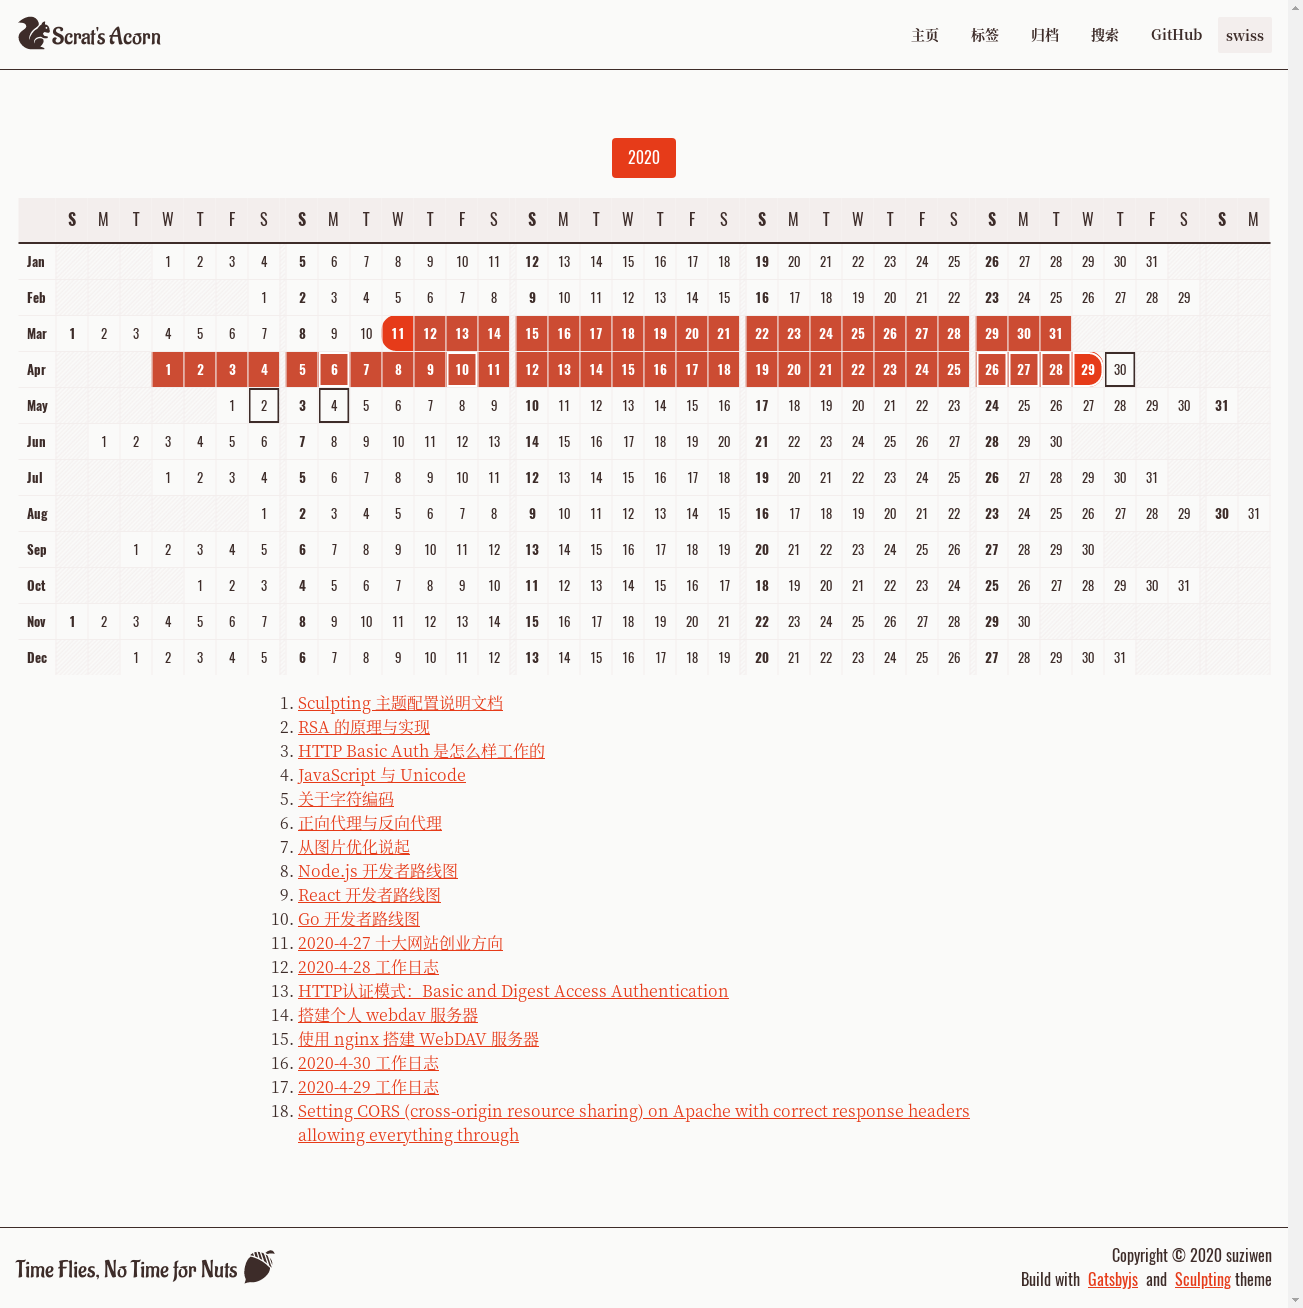 Scrat's Acorn 主页 标签 归档 搜索 GitHub swiss
2020
S M T W T F S S M T W T F S S M T W T F S S M T W T F S S M T W T F S S M
Jan 1 2 3 4 5 6 7 8 9 10 11 12 13 14 15 16 17 18 19 20 21 22 23 24 25 26 27 28 29 30 31
Feb 1 2 3 4 5 6 7 8 9 10 11 12 13 14 15 16 17 18 19 20 21 22 23 24 25 26 27 28 29
Mar 1 2 3 4 5 6 7 8 9 10 11 12 13 14 15 16 17 18 19 20 21 22 23 24 25 26 27 28 29 30 31
Apr 1 2 3 4 5 6 7 8 9 10 11 12 13 14 15 16 17 18 19 20 21 22 23 24 25 26 27 28 29 30
May 1 2 3 4 5 6 7 8 9 10 11 12 13 14 15 16 17 18 19 20 21 22 23 24 25 26 27 28 29 30 31
Jun 1 2 3 4 5 6 7 8 9 10 11 12 13 14 15 16 17 18 19 20 21 22 23 24 25 26 27 28 29 30
Jul 1 2 3 4 5 6 7 8 9 10 11 12 13 14 15 16 17 18 19 20 21 22 23 24 25 26 27 28 29 30 31
Aug 1 2 3 4 5 6 7 8 9 10 11 12 13 14 15 16 17 18 19 20 21 22 23 24 25 26 27 28 29 30 31
Sep 1 2 3 4 5 6 7 8 9 10 11 12 13 14 15 16 17 18 19 20 21 22 23 24 25 26 27 28 29 30
Oct 1 2 3 4 5 6 7 8 9 10 11 12 13 14 15 16 17 18 19 20 21 22 23 24 25 26 27 28 29 30 31
Nov 1 2 3 4 5 6 7 8 9 10 11 12 13 14 15 16 17 18 19 20 21 22 23 24 25 26 27 28 29 30
Dec 1 2 3 4 5 6 7 8 9 10 11 12 13 14 15 16 17 18 19 20 21 22 23 24 25 26 27 28 29 30 31
1. Sculpting 主题配置说明文档
2. RSA 的原理与实现
3. HTTP Basic Auth 是怎么样工作的
4. JavaScript 与 Unicode
5. 关于字符编码
6. 正向代理与反向代理
7. 从图片优化说起
8. Node.js 开发者路线图
9. React 开发者路线图
10. Go 开发者路线图
11. 2020-4-27 十大网站创业方向
12. 2020-4-28 工作日志
13. HTTP认证模式：Basic and Digest Access Authentication
14. 搭建个人 webdav 服务器
15. 使用 nginx 搭建 WebDAV 服务器
16. 2020-4-30 工作日志
17. 2020-4-29 工作日志
18. Setting CORS (cross-origin resource sharing) on Apache with correct response headers
allowing everything through
Time Flies, No Time for Nuts
Copyright © 2020 suziwen
Build with Gatsbyjs and Sculpting theme